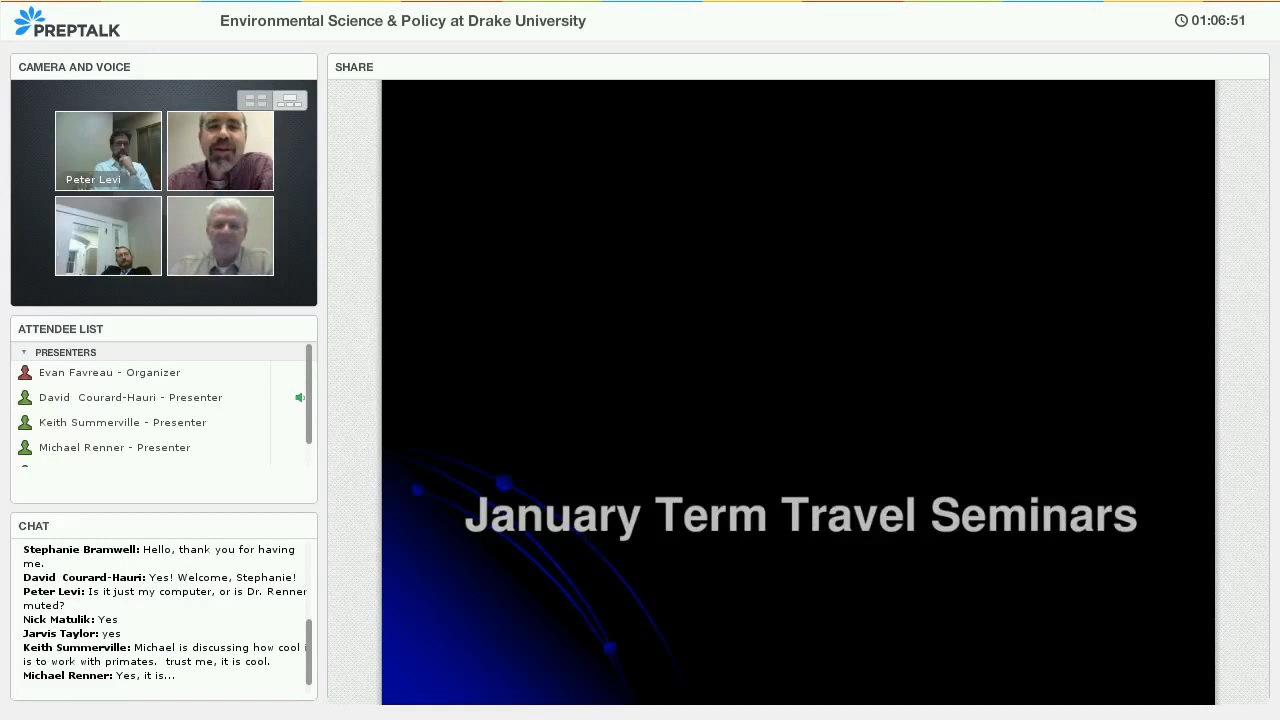 PREPTALK
Environmental Science & Policy at Drake University
01:06:51
CAMERA AND VOICE
Peter Levi
ATTENDEE LIST
PRESENTERS
Evan Favreau - Organizer
David  Courard-Hauri - Presenter
Keith Summerville - Presenter
Michael Renner - Presenter
CHAT
Stephanie Bramwell: Hello, thank you for having
me.
David  Courard-Hauri: Yes! Welcome, Stephanie!
Peter Levi: Is it just my computer, or is Dr. Renner
muted?
Nick Matulik: Yes
Jarvis Taylor: yes
Keith Summerville: Michael is discussing how cool
is to work with primates.  trust me, it is cool.
Michael Renner: Yes, it is...
SHARE
January Term Travel Seminars